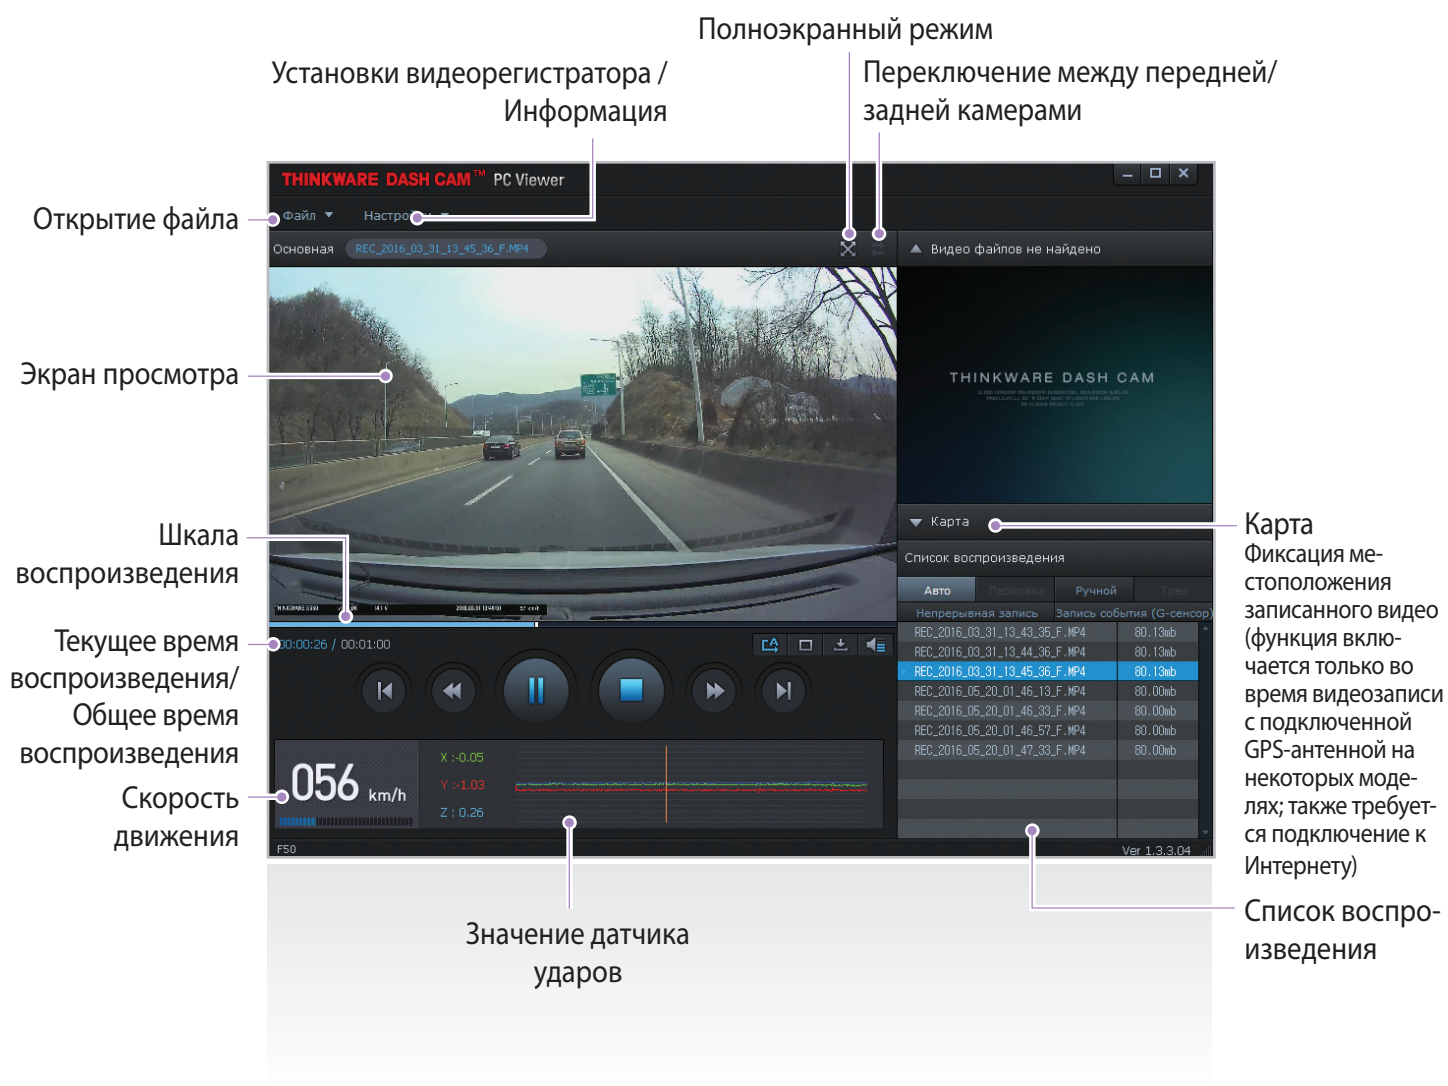 Полноэкранный режим
Установки видеорегистратора /
Информация
Переключение между передней/
задней камерами
THINKWARE DASH CAM™ PC Viewer
Открытие файла
Файл
Основная
REC_2016_03_31_13_45_36_F.MP4
Видео файлов не найдено
Экран просмотра
THINKWARE DASH CAM
Шкала
воспроизведения
Карта
Список воспроизведения
Авто Парковка Ручной Трек
Непрерывная запись Запись события (G-сенсор)
Текущее время
воспроизведения/
Общее время
воспроизведения
00:00:26 / 00:01:00
REC_2016_03_31_13_43_35_F.MP4 80.13mb
REC_2016_03_31_13_44_36_F.MP4 80.13mb
REC_2016_03_31_13_45_36_F.MP4 80.13mb
REC_2016_05_20_01_46_13_F.MP4 80.00mb
REC_2016_05_20_01_46_33_F.MP4 80.00mb
REC_2016_05_20_01_46_57_F.MP4 80.00mb
REC_2016_05_20_01_47_33_F.MP4 80.00mb
Скорость
движения
056 km/h
X :-0.05
Y :-1.03
Z : 0.26
F50
Ver 1.3.3.04
Карта
Фиксация ме-
стоположения
записанного видео
(функция вклю-
чается только во
время видеозаписи
с подключенной
GPS-антенной на
некоторых моде-
лях; также требует-
ся подключение к
Интернету)
Значение датчика
ударов
Список воспро-
изведения